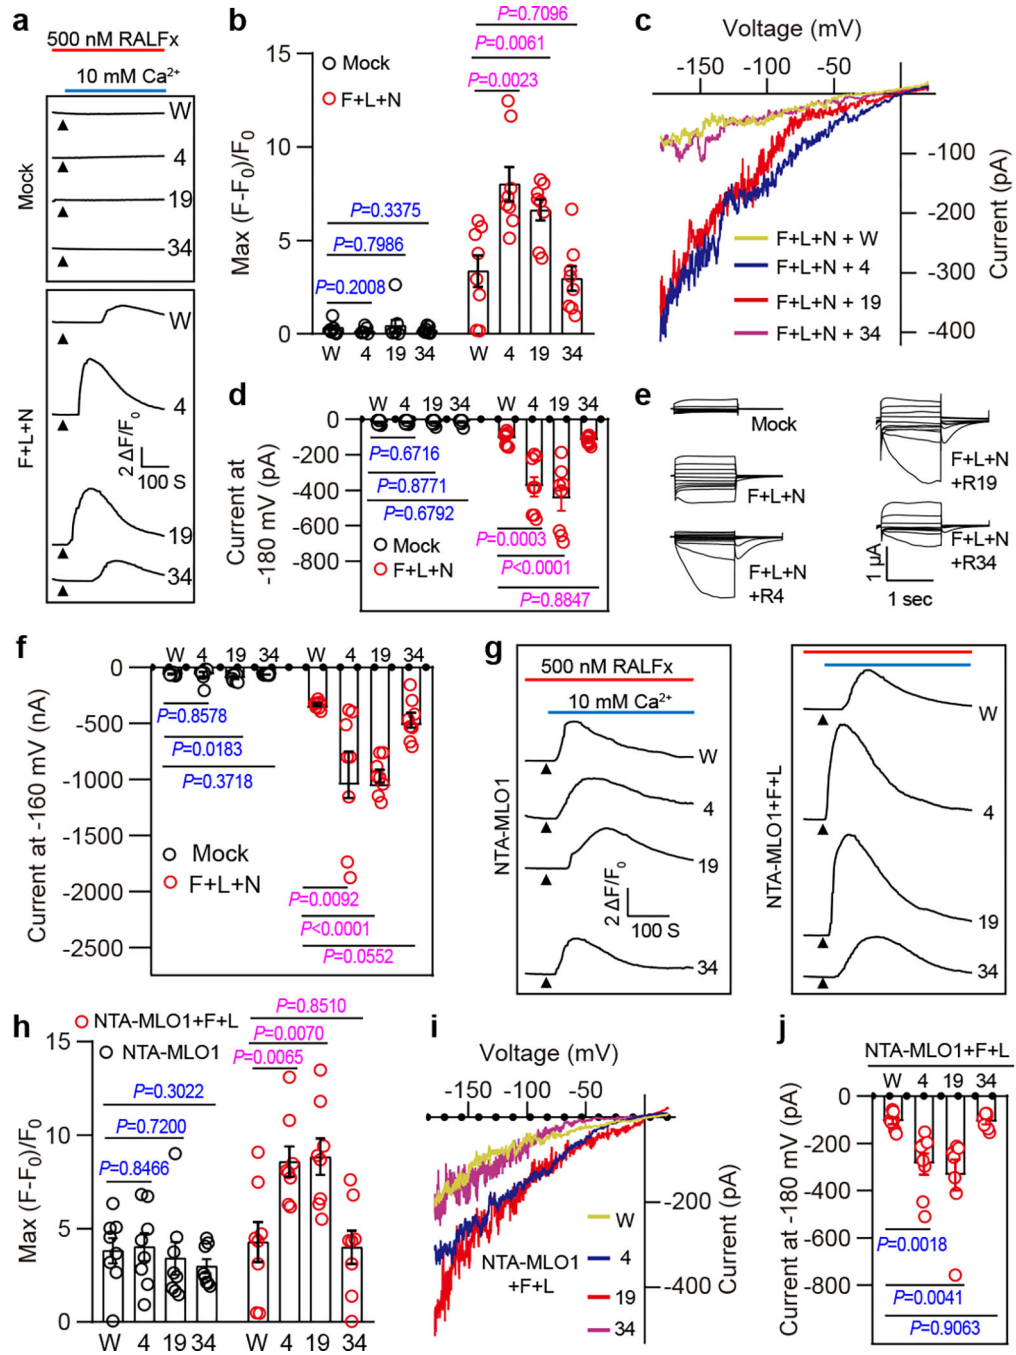 a
500 nM RALFx
10 mM Ca²⁺
Mock
W
4
19
34
F+L+N
W
4
2 ΔF/F₀
100 S
19
34
b
Max (F-F₀)/F₀
15
10
5
0
Mock
F+L+N
P=0.7096
P=0.0061
P=0.0023
P=0.3375
P=0.7986
P=0.2008
W 4 19 34 W 4 19 34
c
Voltage (mV)
-150 -100 -50
-100
-200
-300
-400
Current (pA)
F+L+N + W
F+L+N + 4
F+L+N + 19
F+L+N + 34
d
W 4 19 34 W 4 19 34
Current at
-180 mV (pA)
0
-200
-400
-600
-800
P=0.6716
P=0.8771
P=0.6792
Mock
F+L+N
P=0.0003
P<0.0001
P=0.8847
e
Mock
F+L+N
F+L+N
+R4
F+L+N
+R19
F+L+N
+R34
1 µA
1 sec
f
W 4 19 34 W 4 19 34
Current at -160 mV (nA)
0
-500
-1000
-1500
-2000
-2500
P=0.8578
P=0.0183
P=0.3718
Mock
F+L+N
P=0.0092
P<0.0001
P=0.0552
g
500 nM RALFx
10 mM Ca²⁺
NTA-MLO1
W
4
19
2 ΔF/F₀
100 S
34
NTA-MLO1+F+L
W
4
19
34
h
NTA-MLO1+F+L
NTA-MLO1
Max (F-F₀)/F₀
15
10
5
0
P=0.8510
P=0.0070
P=0.0065
P=0.3022
P=0.7200
P=0.8466
W 4 19 34 W 4 19 34
i
Voltage (mV)
-150 -100 -50
-200
-400
Current (pA)
NTA-MLO1
+F+L
W
4
19
34
j
NTA-MLO1+F+L
W 4 19 34
Current at -180 mV (pA)
0
-200
-400
-600
-800
P=0.0018
P=0.0041
P=0.9063